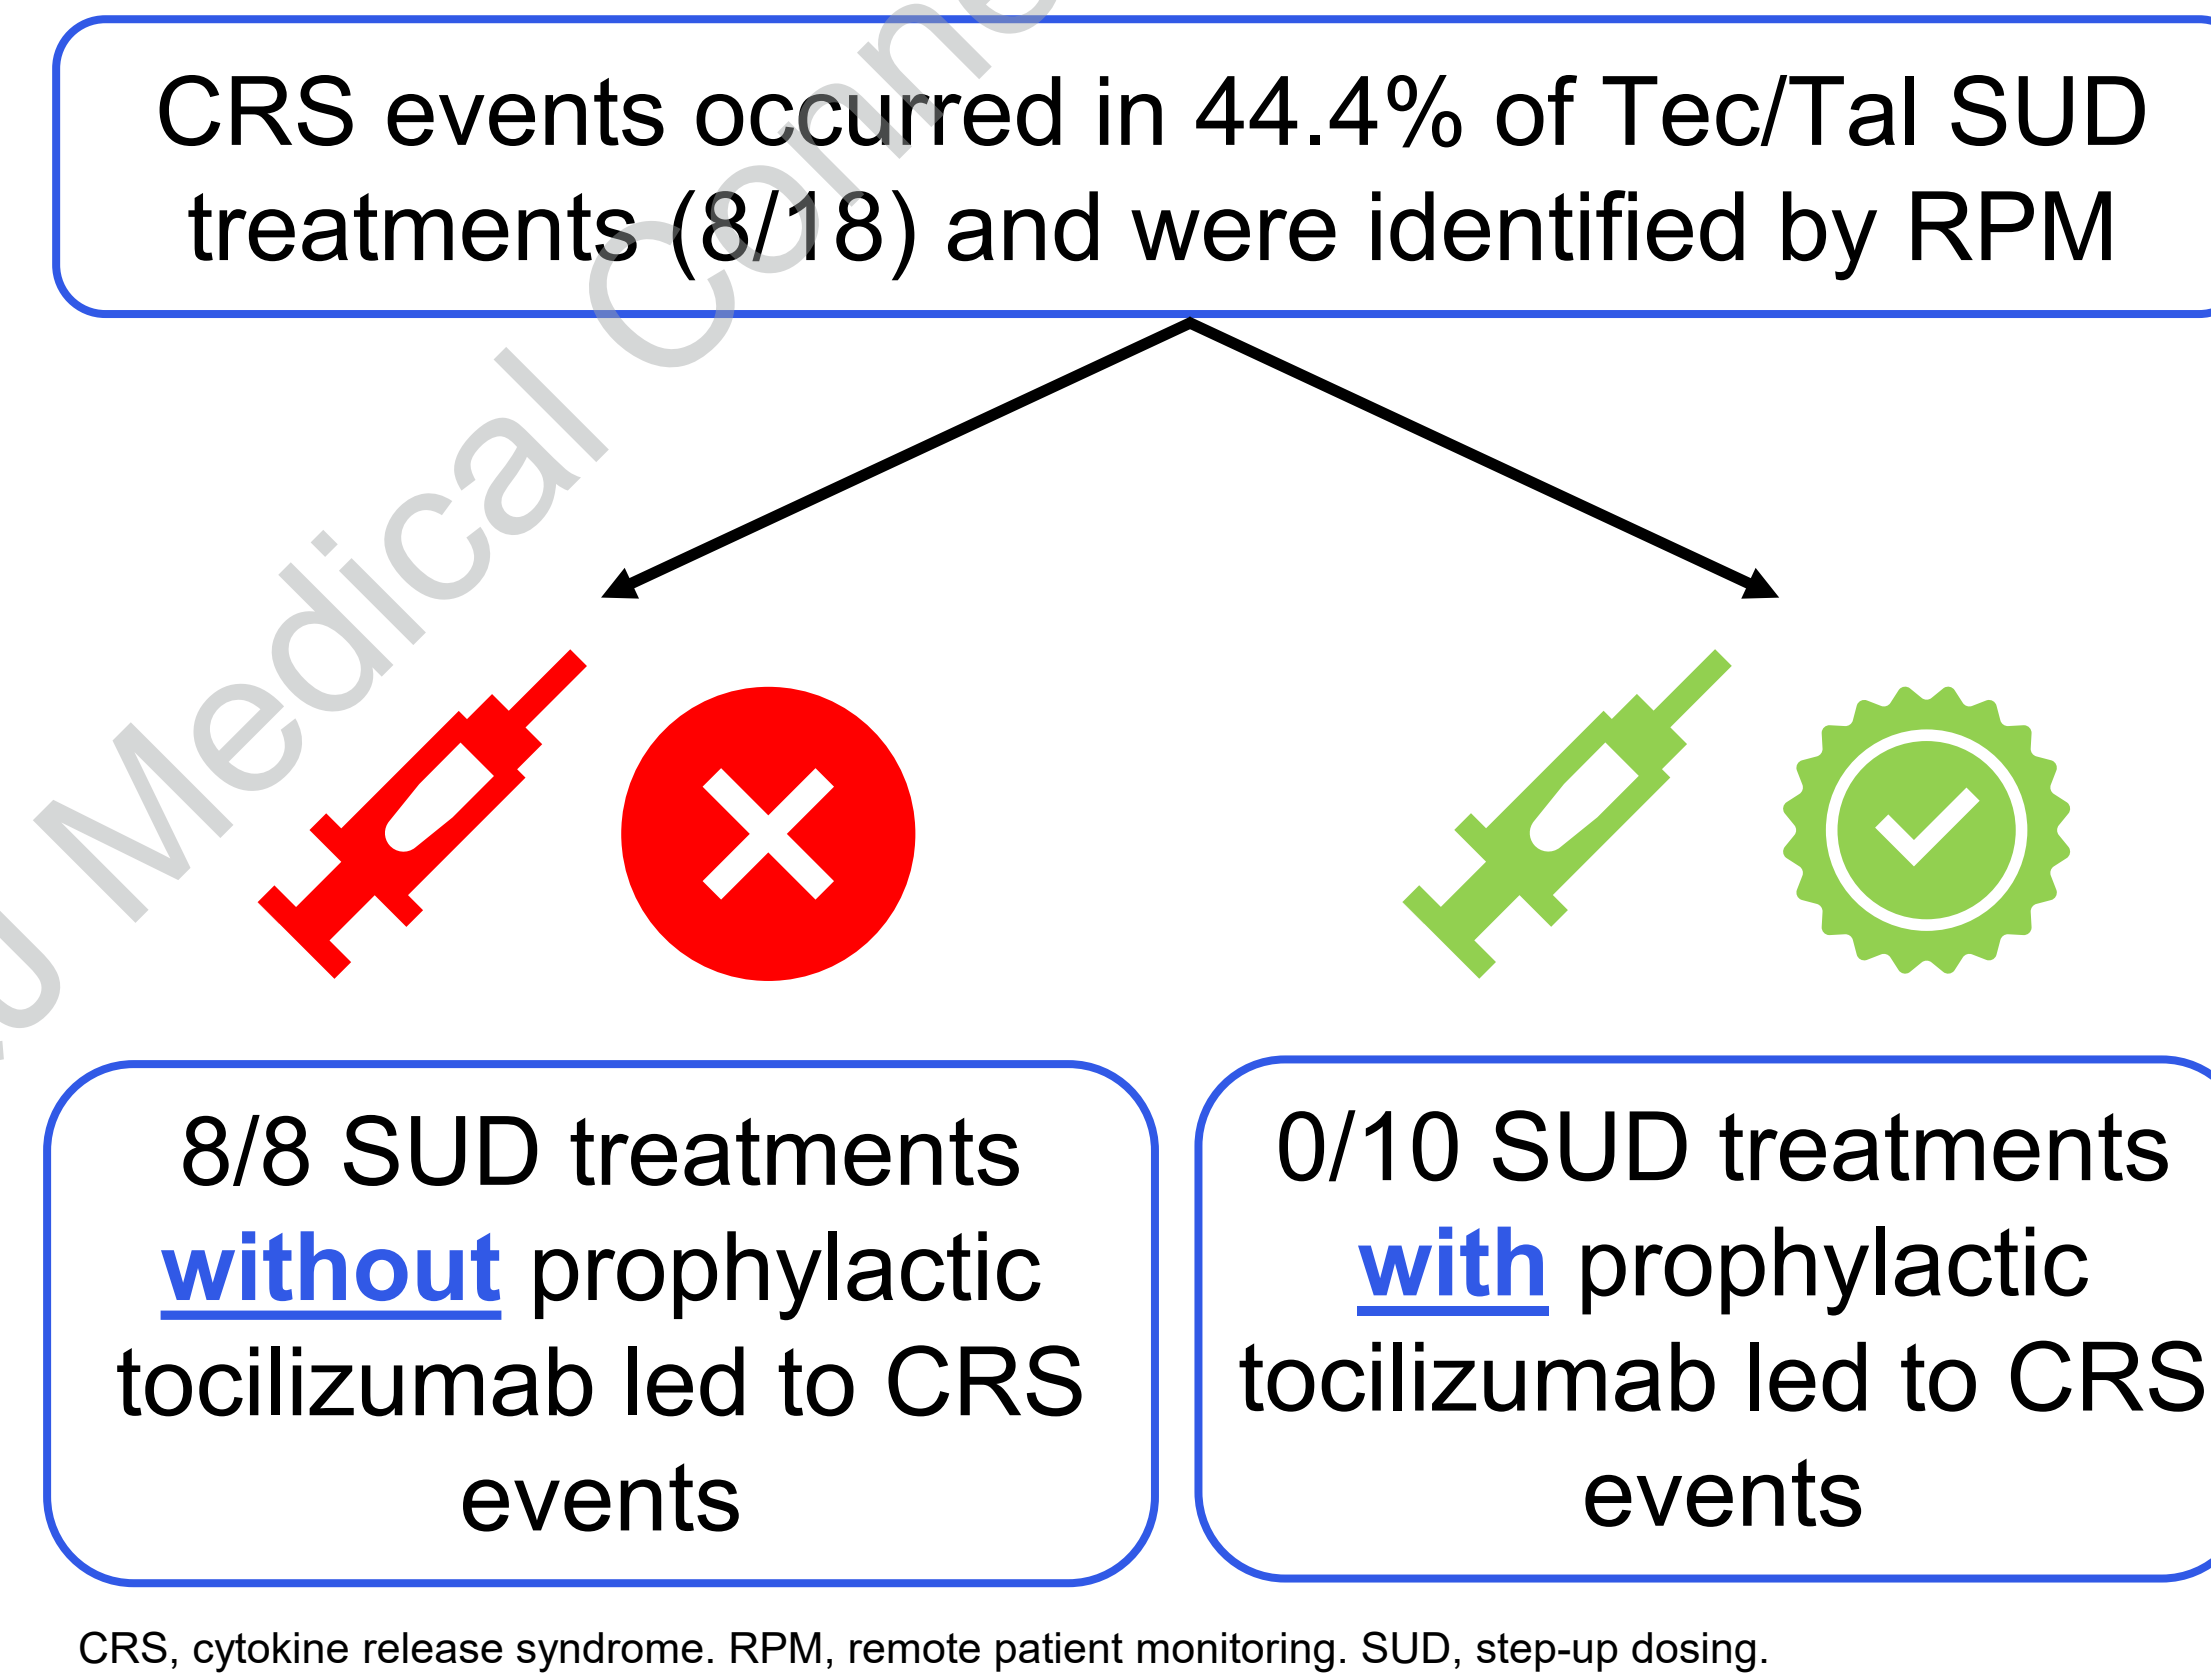 CRS events occurred in 44.4% of Tec/Tal SUD
treatments (8/18) and were identified by RPM
8/8 SUD treatments
without prophylactic
tocilizumab led to CRS
events
0/10 SUD treatments
with prophylactic
tocilizumab led to CRS
events
CRS, cytokine release syndrome. RPM, remote patient monitoring. SUD, step-up dosing.
Medical